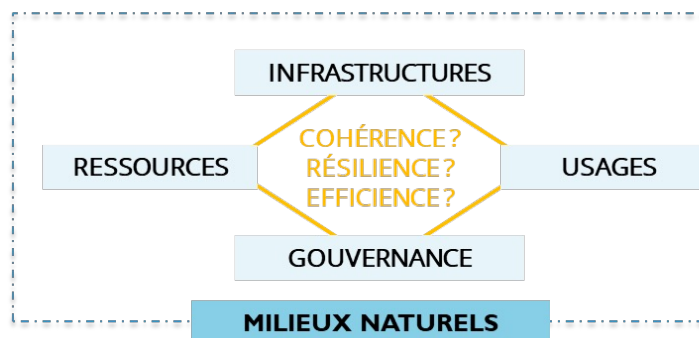 INFRASTRUCTURES
COHÉRENCE ?
RESSOURCES
RÉSILIENCE ?
USAGES
EFFICIENCE ?
GOUVERNANCE
MILIEUX NATURELS